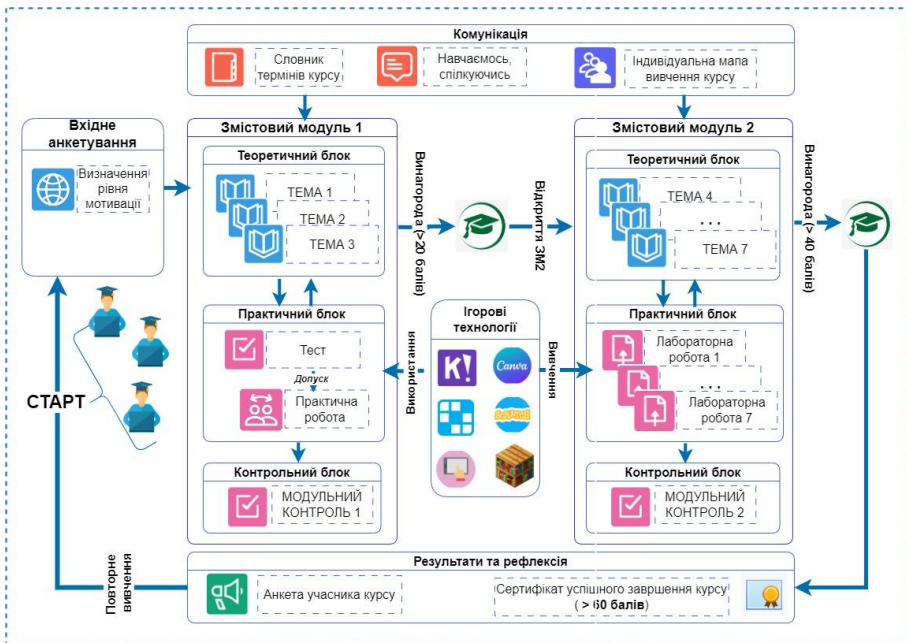 Комунікація
Словник
термінів курсу
Навчаємось,
спілкуючись
Індивідуальна мапа
вивчення курсу
Вхідне
анкетування
Визначення
рівня
мотивації
Змістовий модуль 1
Теоретичний блок
ТЕМА 1
ТЕМА 2
ТЕМА 3
Винагорода (>20 балів)
Відкриття ЗМ2
Змістовий модуль 2
Теоретичний блок
ТЕМА 4
. . .
ТЕМА 7
Винагорода (> 40 балів)
СТАРТ
Практичний блок
Тест
Допуск
Практична
робота
Використання
Ігорові
технології
K!
Canva
Вивчення
Практичний блок
Лабораторна
робота 1
. . .
Лабораторна
робота 7
Контрольний блок
МОДУЛЬНИЙ
КОНТРОЛЬ 1
Контрольний блок
МОДУЛЬНИЙ
КОНТРОЛЬ 2
Повторне
вивчення
Результати та рефлексія
Анкета учасника курсу
Сертифікат успішного завршення курсу
( > 60 балів)